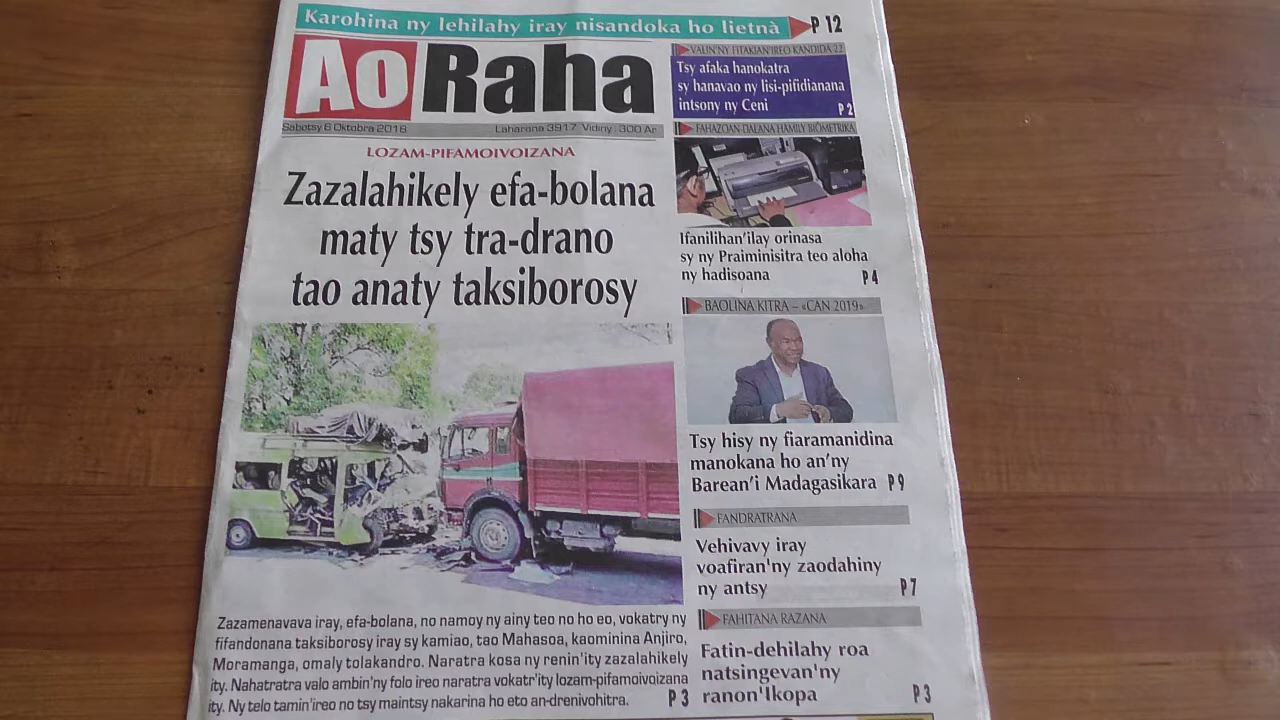 Karohina ny lehilahy iray nisandoka ho lietnà P 12
Ao Raha
Sabotsy 6 Oktobra 2018 Laharana 3917 Vidiny : 300 Ar
LOZAM-PIFAMOIVOIZANA
Zazalahikely efa-bolana
maty tsy tra-drano
tao anaty taksiborosy
Zazamenavava iray, efa-bolana, no namoy ny ainy teo no ho eo, vokatry ny
fifandonana taksiborosy iray sy kamiao, tao Mahasoa, kaominina Anjiro,
Moramanga, omaly tolakandro. Naratra kosa ny renin'ity zazalahikely
ity. Nahatratra valo ambin'ny folo ireo naratra vokatr'ity lozam-pifamoivoizana
ity. Ny telo tamin'ireo no tsy maintsy nakarina ho eto an-drenivohitra. P 3
VALIN'NY FITAKIAN'IREO KANDIDÀ 22
Tsy afaka hanokatra
sy hanavao ny lisi-pifidianana
intsony ny Ceni P 2
FAHAZOAN-DALANA HAMILY BIÔMETRIKA
Ifanilihan'ilay orinasa
sy ny Praiminisitra teo aloha
ny hadisoana P 4
BAOLINA KITRA – «CAN 2019»
Tsy hisy ny fiaramanidina
manokana ho an'ny
Barean'i Madagasikara P 9
FANDRATRANA
Vehivavy iray
voafiran'ny zaodahiny
ny antsy P 7
FAHITANA RAZANA
Fatin-dehilahy roa
natsingevan'ny
ranon'Ikopa P 3